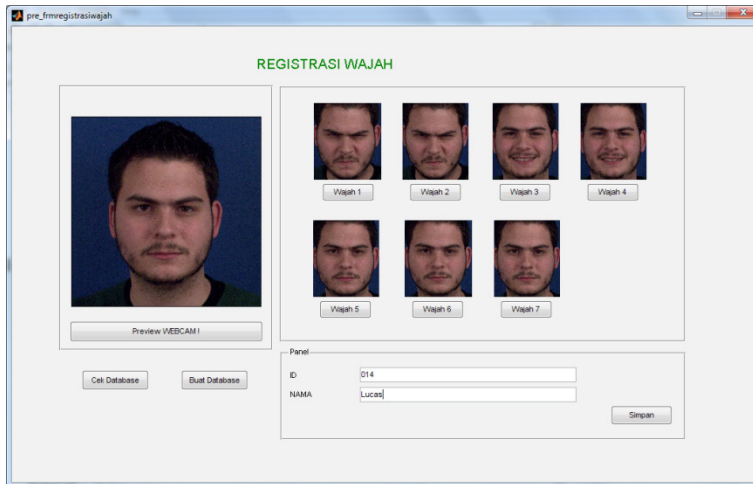 pre_frmregistrasiwajah
REGISTRASI WAJAH
Wajah 1
Wajah 2
Wajah 3
Wajah 4
Wajah 5
Wajah 6
Wajah 7
Preview WEBCAM !
Cek Database
Buat Database
Panel
ID
014
NAMA
Lucas
Simpan